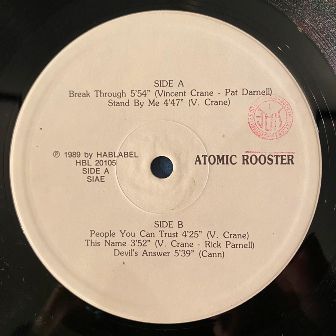 SIDE A
Break Through 5'54" (Vincent Crane - Pat Darnell)
Stand By Me 4'47" (V. Crane)
℗ 1989 by HABLABEL
HBL 20105
SIDE A
SIAE
ATOMIC ROOSTER
SIDE B
People You Can Trust 4'25" (V. Crane)
This Name 3'52" (V. Crane - Rick Parnell)
Devil's Answer 5'39" (Cann)